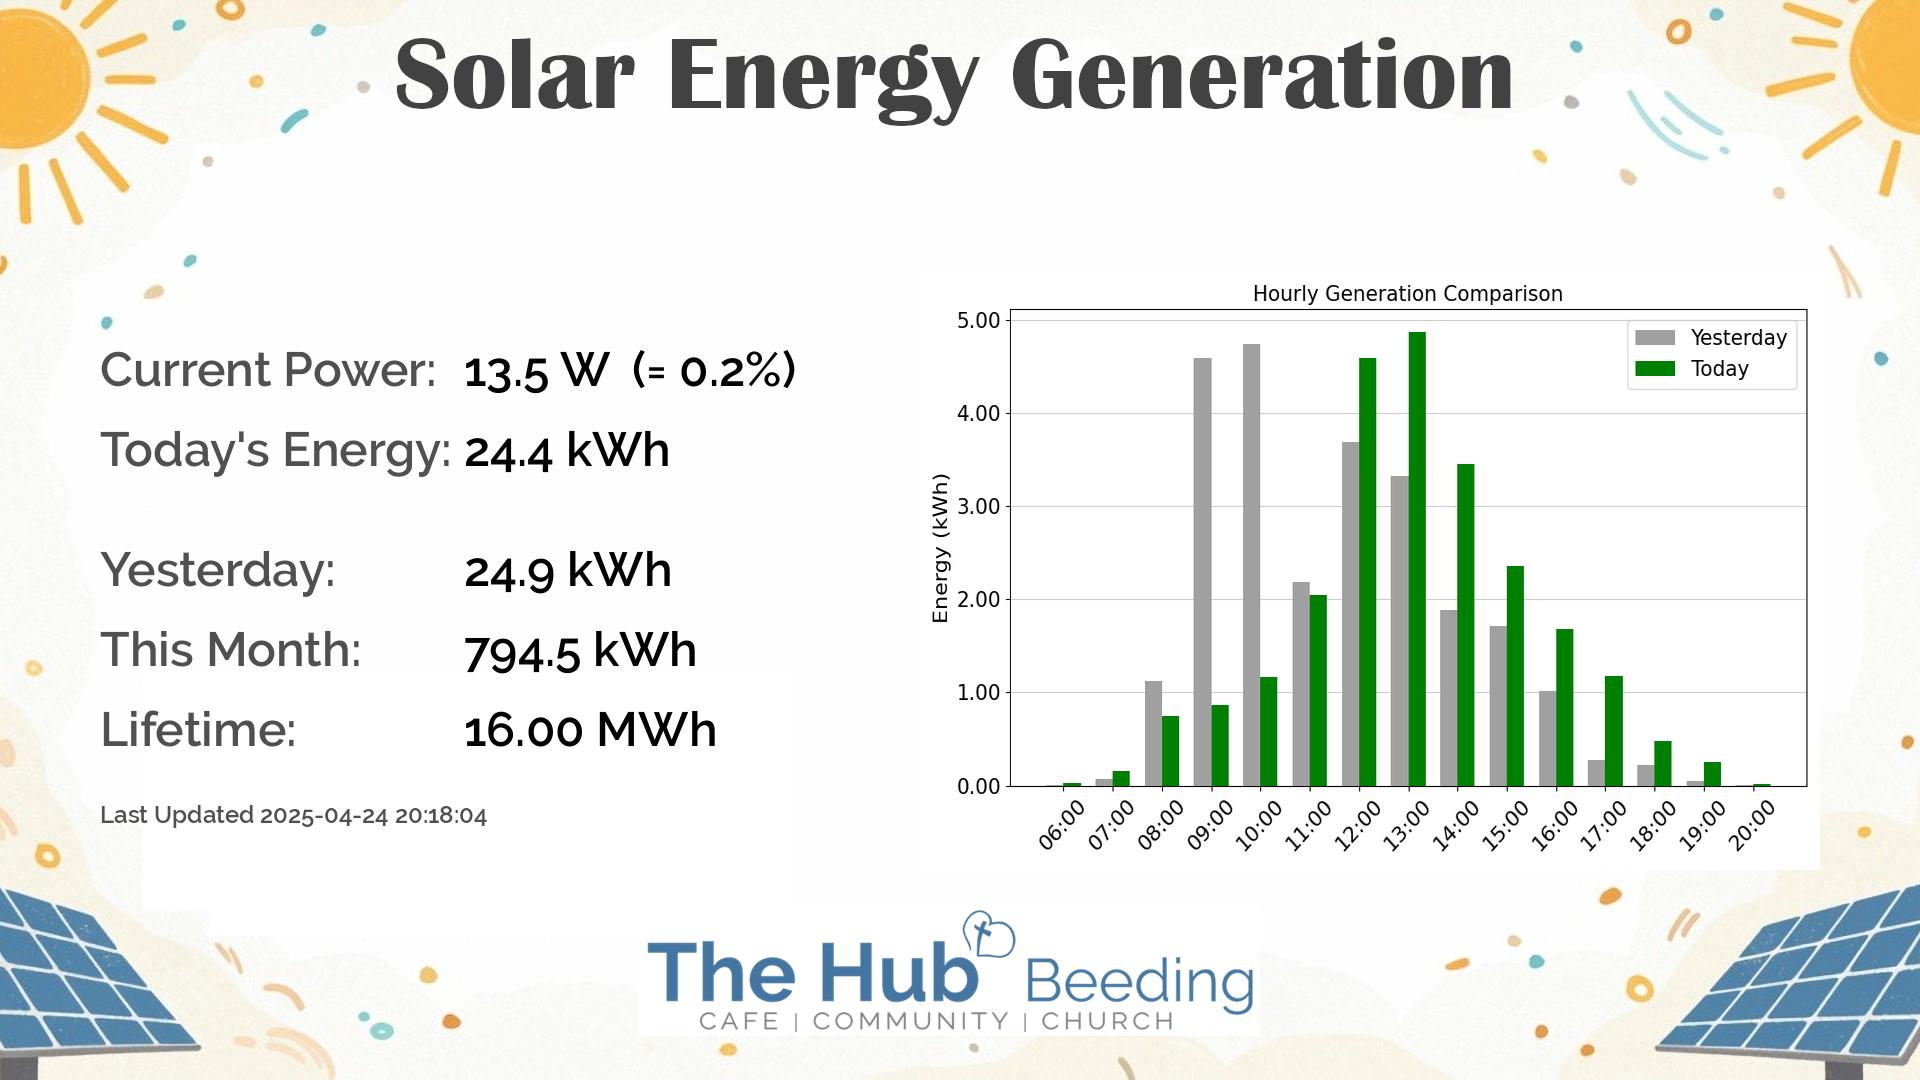 Solar Energy Generation
Current Power: 13.5 W (= 0.2%)
Today's Energy: 24.4 kWh
Yesterday: 24.9 kWh
This Month: 794.5 kWh
Lifetime: 16.00 MWh
Last Updated 2025-04-24 20:18:04
Hourly Generation Comparison
Yesterday
Today
Energy (kWh)
5.00
4.00
3.00
2.00
1.00
0.00
06:00 07:00 08:00 09:00 10:00 11:00 12:00 13:00 14:00 15:00 16:00 17:00 18:00 19:00 20:00
The Hub Beeding
CAFE | COMMUNITY | CHURCH